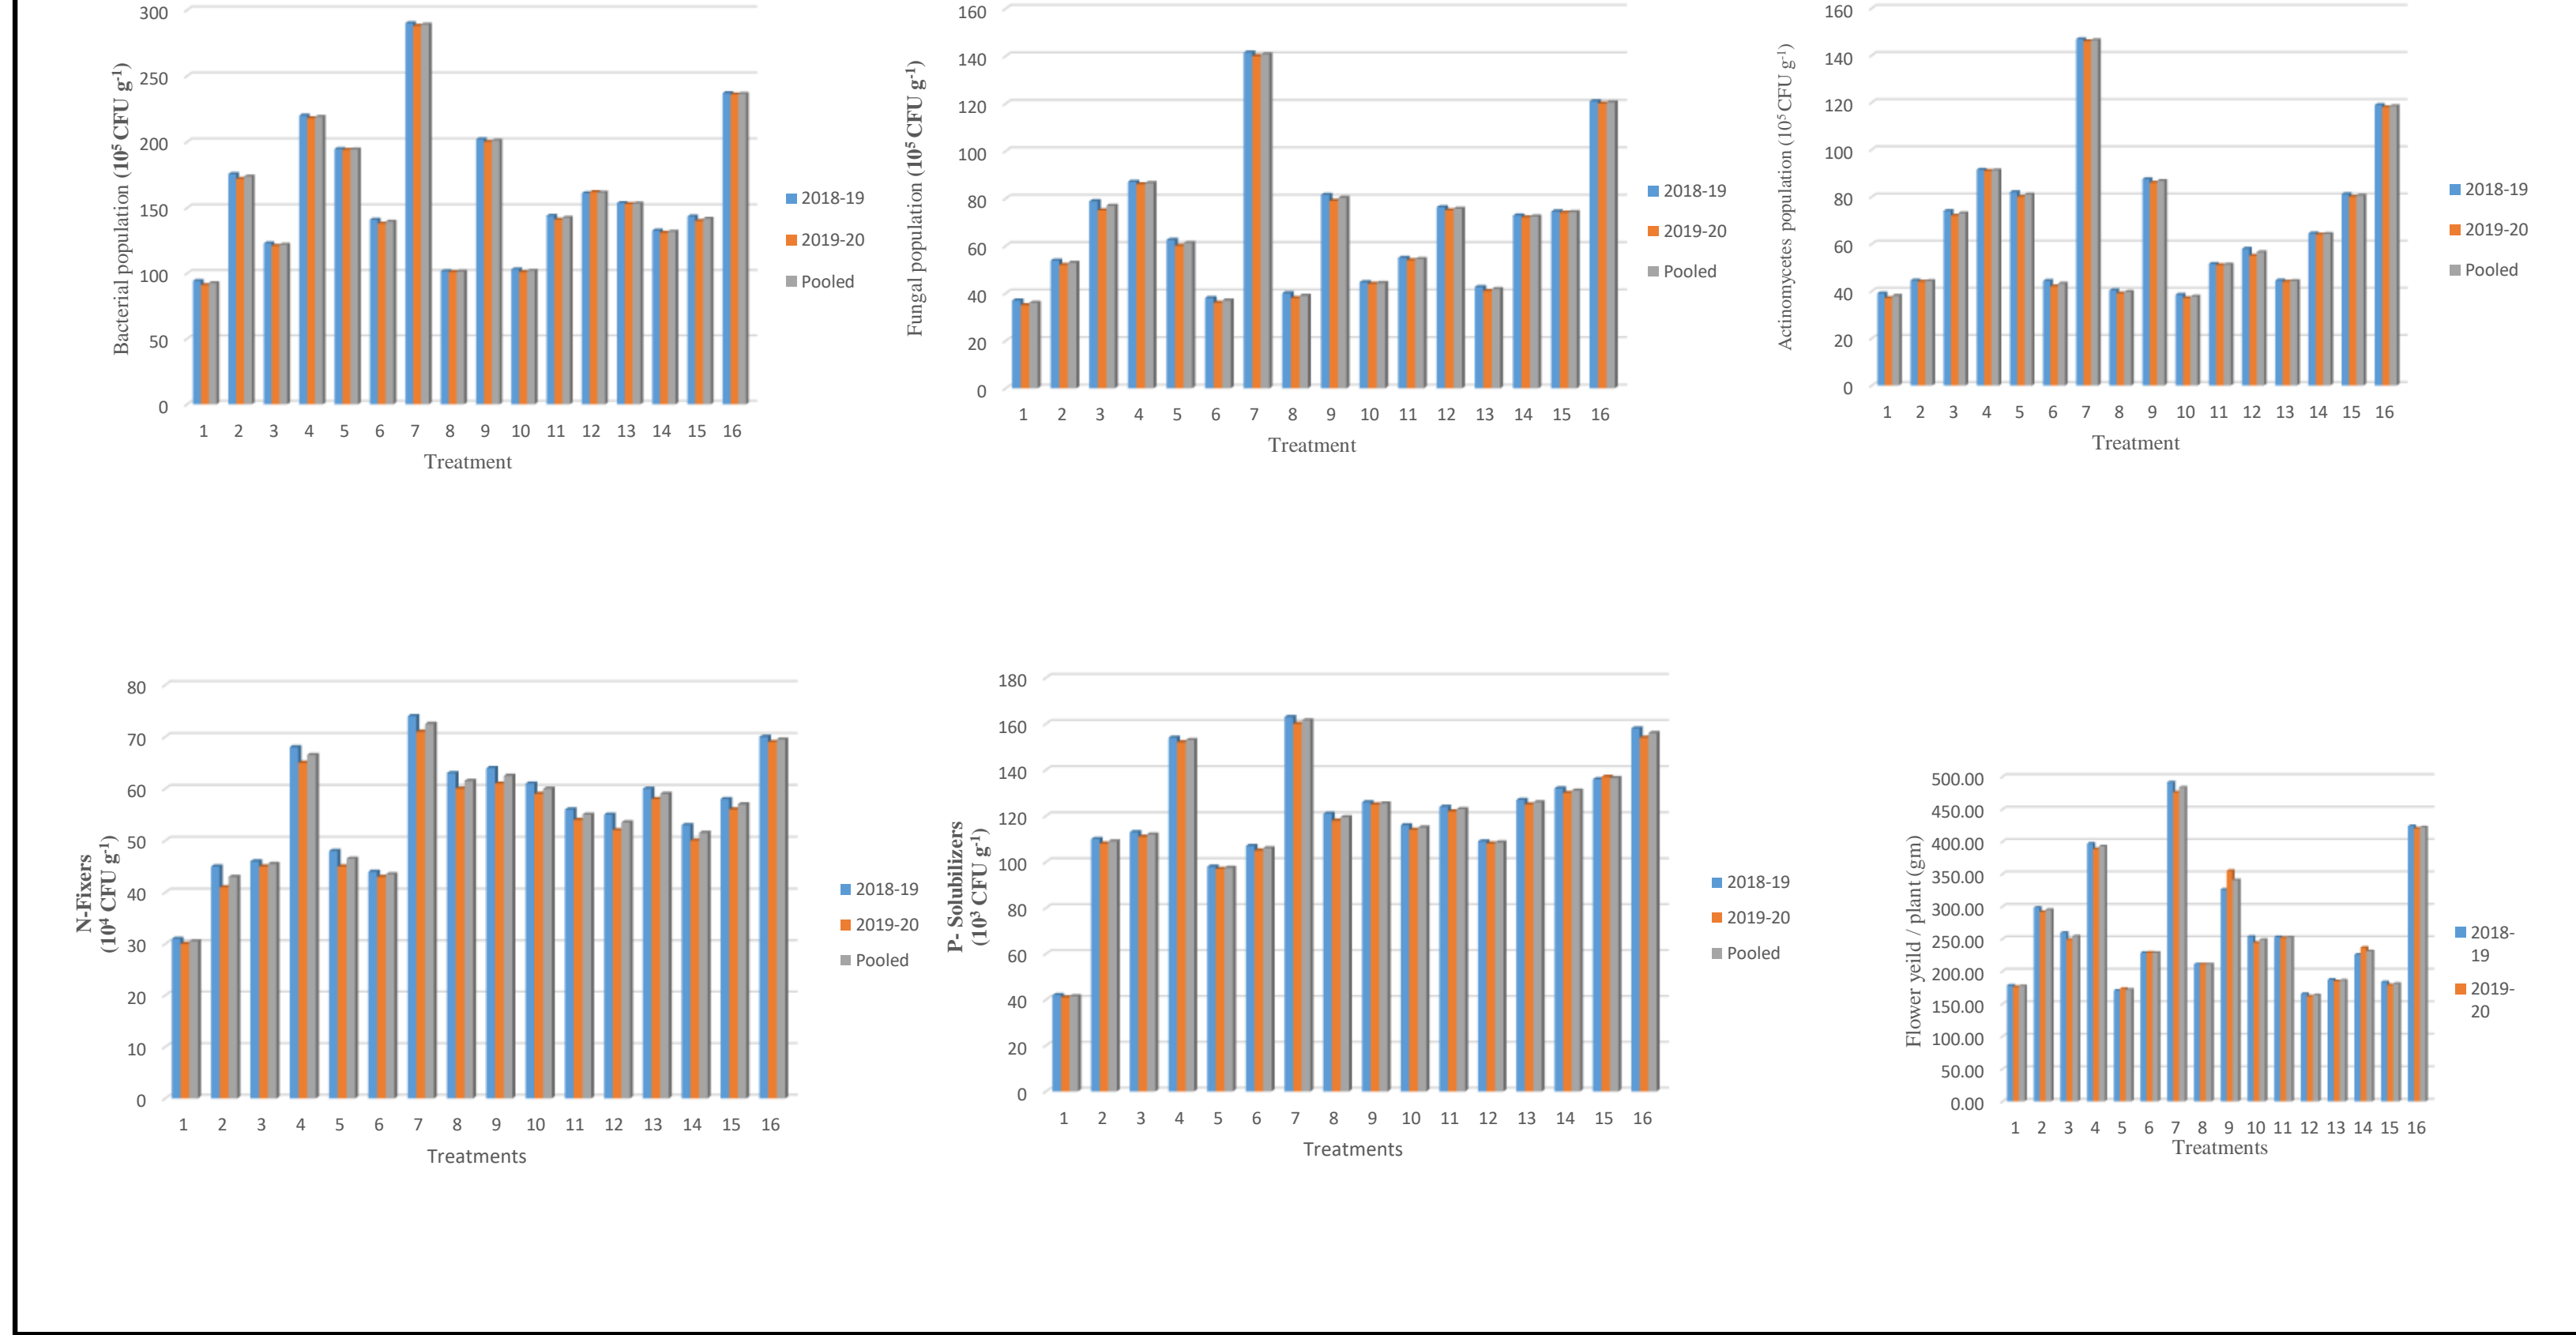 300
250
200
150
100
50
0
Bacterial population (10⁵ CFU g⁻¹)
1 2 3 4 5 6 7 8 9 10 11 12 13 14 15 16
Treatment
2018-19
2019-20
Pooled
160
140
120
100
80
60
40
20
0
Fungal population (10⁵ CFU g⁻¹)
1 2 3 4 5 6 7 8 9 10 11 12 13 14 15 16
Treatment
2018-19
2019-20
Pooled
160
140
120
100
80
60
40
20
0
Actinomycetes population (10⁵ CFU g⁻¹)
1 2 3 4 5 6 7 8 9 10 11 12 13 14 15 16
Treatment
2018-19
2019-20
Pooled
80
70
60
50
40
30
20
10
0
N-Fixers
(10⁴ CFU g⁻¹)
1 2 3 4 5 6 7 8 9 10 11 12 13 14 15 16
Treatments
2018-19
2019-20
Pooled
180
160
140
120
100
80
60
40
20
0
P- Solubilizers
(10³ CFU g⁻¹)
1 2 3 4 5 6 7 8 9 10 11 12 13 14 15 16
Treatments
2018-19
2019-20
Pooled
500.00
450.00
400.00
350.00
300.00
250.00
200.00
150.00
100.00
50.00
0.00
Flower yeild / plant (gm)
1 2 3 4 5 6 7 8 9 10 11 12 13 14 15 16
Treatments
2018-
19
2019-
20